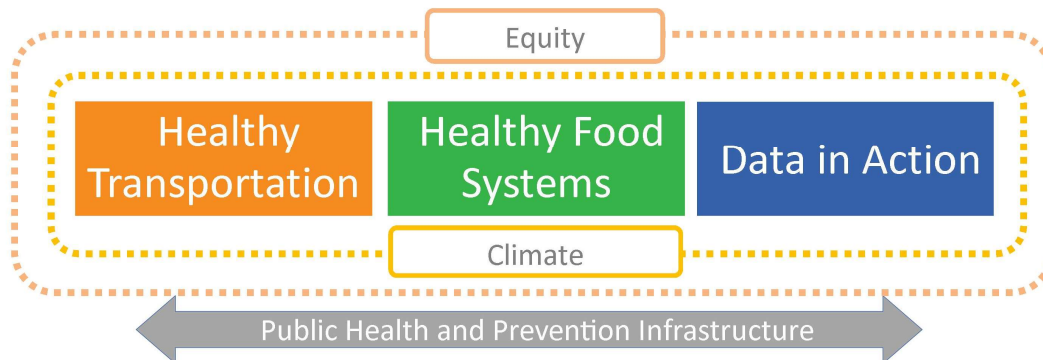 Equity
Healthy
Transportation
Healthy Food
Systems
Data in Action
Climate
Public Health and Prevention Infrastructure